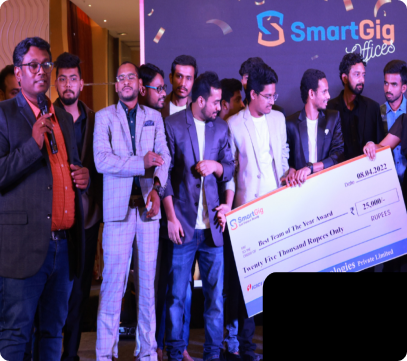 SmartGig
Offices
SmartGig
Date: 08.04.2022
Best Team of The Year Award
₹ 25,000/-
Twenty Five Thousand Rupees Only
RUPEES
ologies Private Limited